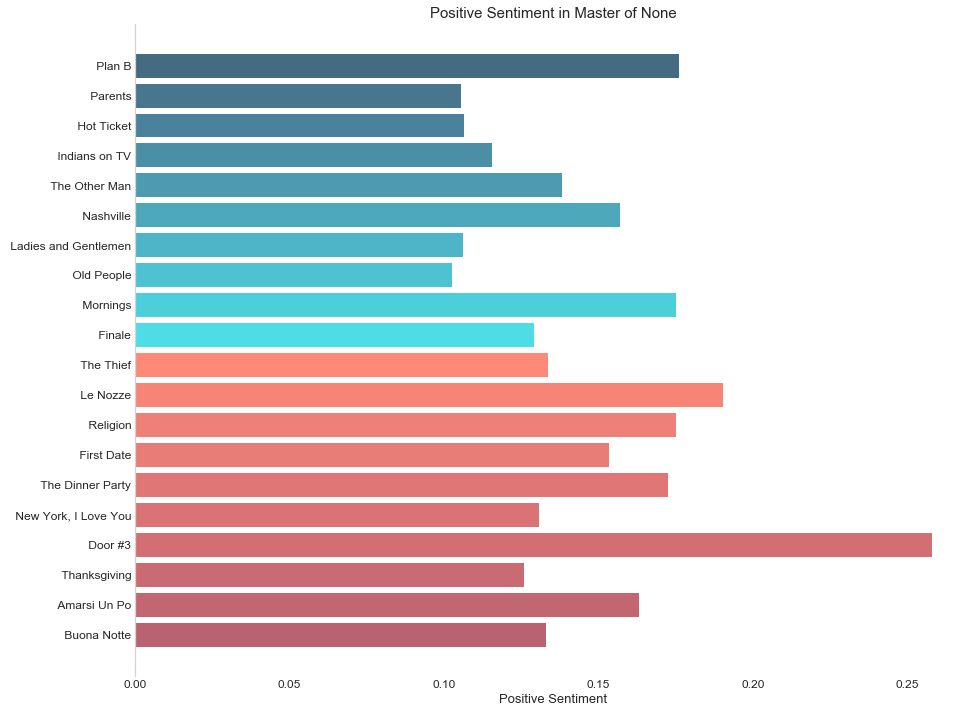 Positive Sentiment in Master of None
Plan B
Parents
Hot Ticket
Indians on TV
The Other Man
Nashville
Ladies and Gentlemen
Old People
Mornings
Finale
The Thief
Le Nozze
Religion
First Date
The Dinner Party
New York, I Love You
Door #3
Thanksgiving
Amarsi Un Po
Buona Notte
0.00 0.05 0.10 0.15 0.20 0.25
Positive Sentiment